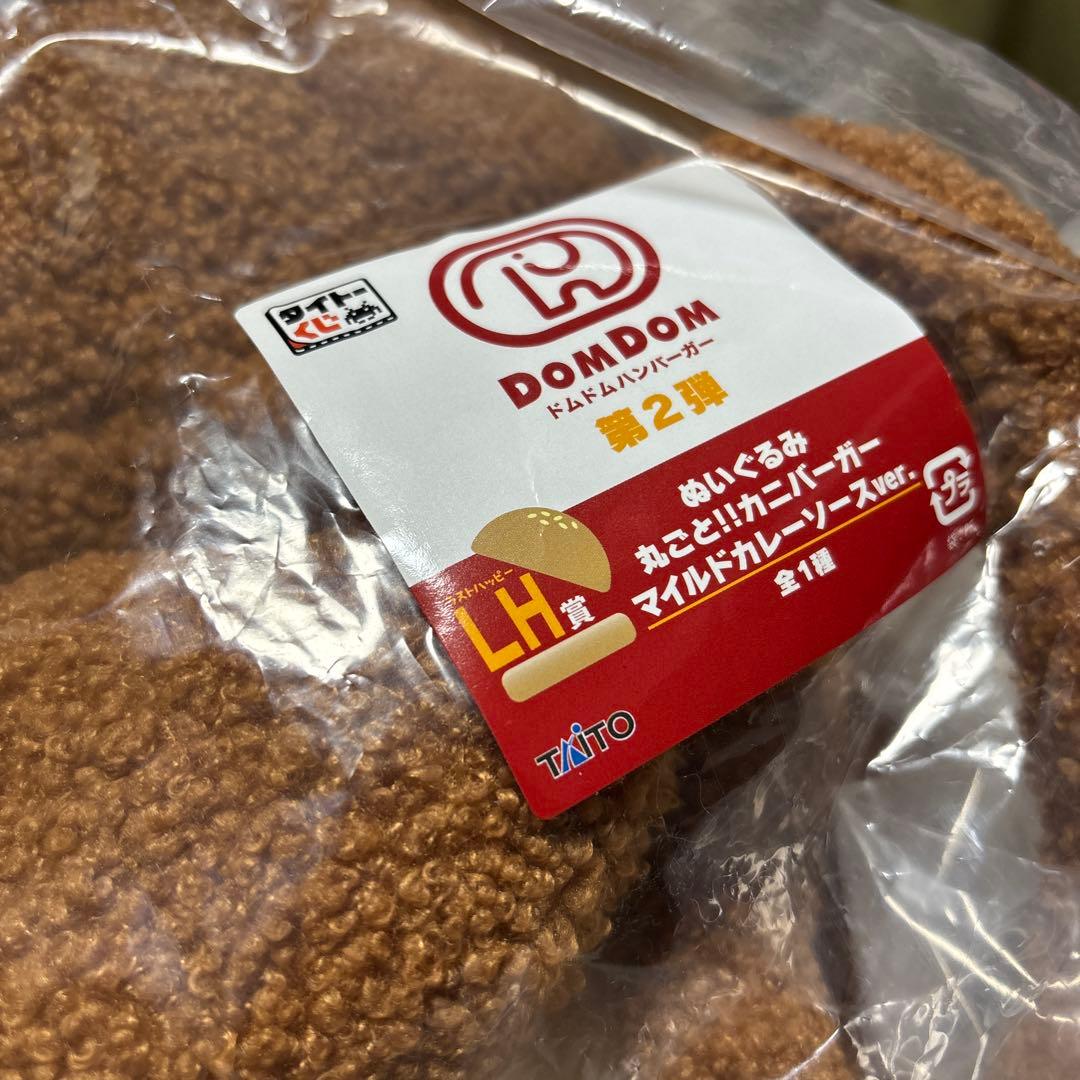 タイトー
くじ
DOMDOM
ドムドムハンバーガー
第2弾
ぬいぐるみ
丸ごと!!カニバーガー
マイルドカレーソースver.
全1種
ラストハッピー
LH賞
プラ
TAITO